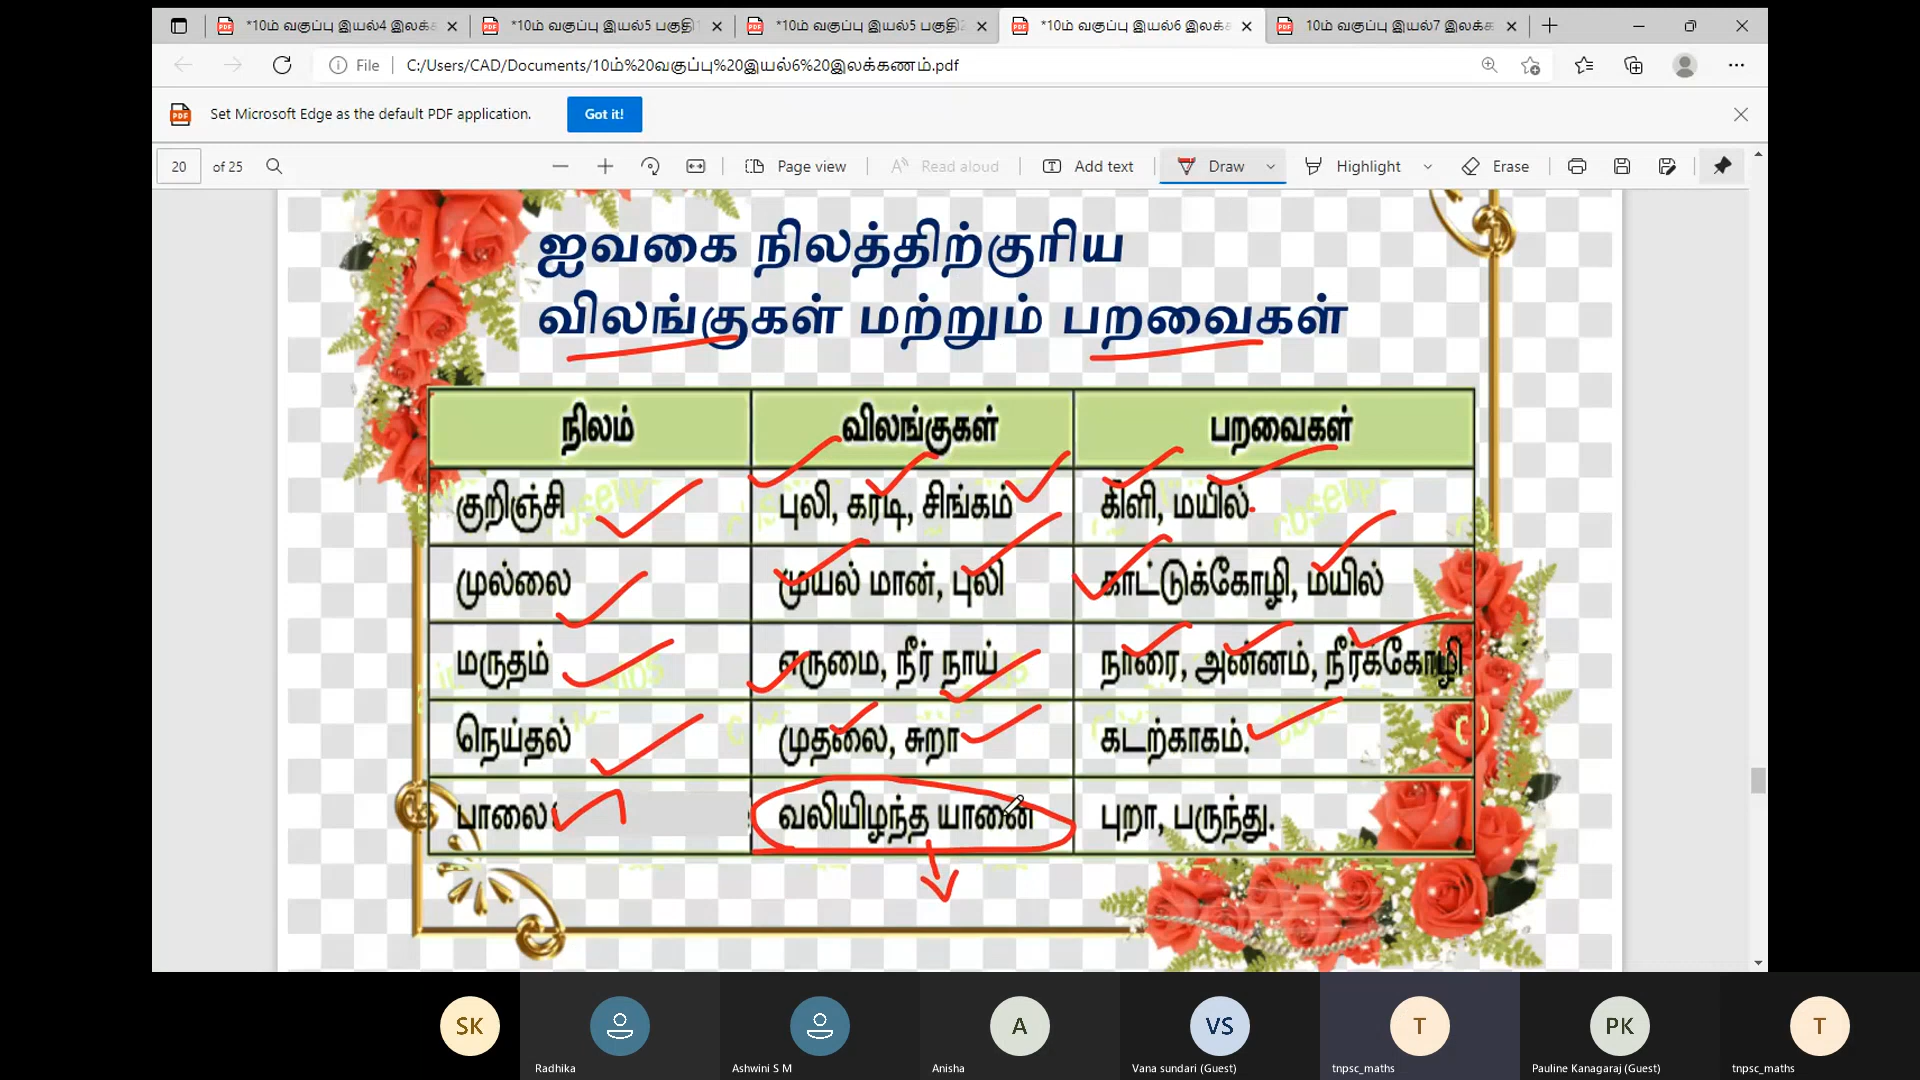 *10ம் வகுப்பு இயல்4 இலக்க
*10ம் வகுப்பு இயல்5 பகுதி
*10ம் வகுப்பு இயல்5 பகுதி
*10ம் வகுப்பு இயல்6 இலக்
10ம் வகுப்பு இயல்7 இலக்க
File
C:/Users/CAD/Documents/10ம்%20வகுப்பு%20இயல்6%20இலக்கணம்.pdf
Set Microsoft Edge as the default PDF application.
Got it!
20 of 25
Page view
Read aloud
Add text
Draw
Highlight
Erase
ஐவகை நிலத்திற்குரிய
விலங்குகள் மற்றும் பறவைகள்
நிலம் விலங்குகள் பறவைகள்
குறிஞ்சி புலி, கரடி, சிங்கம் கிளி, மயில்.
முல்லை முயல் மான், புலி காட்டுக்கோழி, மயில்
மருதம் எருமை, நீர் நாய் நாரை, அன்னம், நீர்க்கோழி
நெய்தல் முதலை, சுறா கடற்காகம்.
பாலை வலியிழந்த யானை புறா, பருந்து.
SK
A
VS
T
PK
T
Radhika
Ashwini S M
Anisha
Vana sundari (Guest)
tnpsc_maths
Pauline Kanagaraj (Guest)
tnpsc_maths